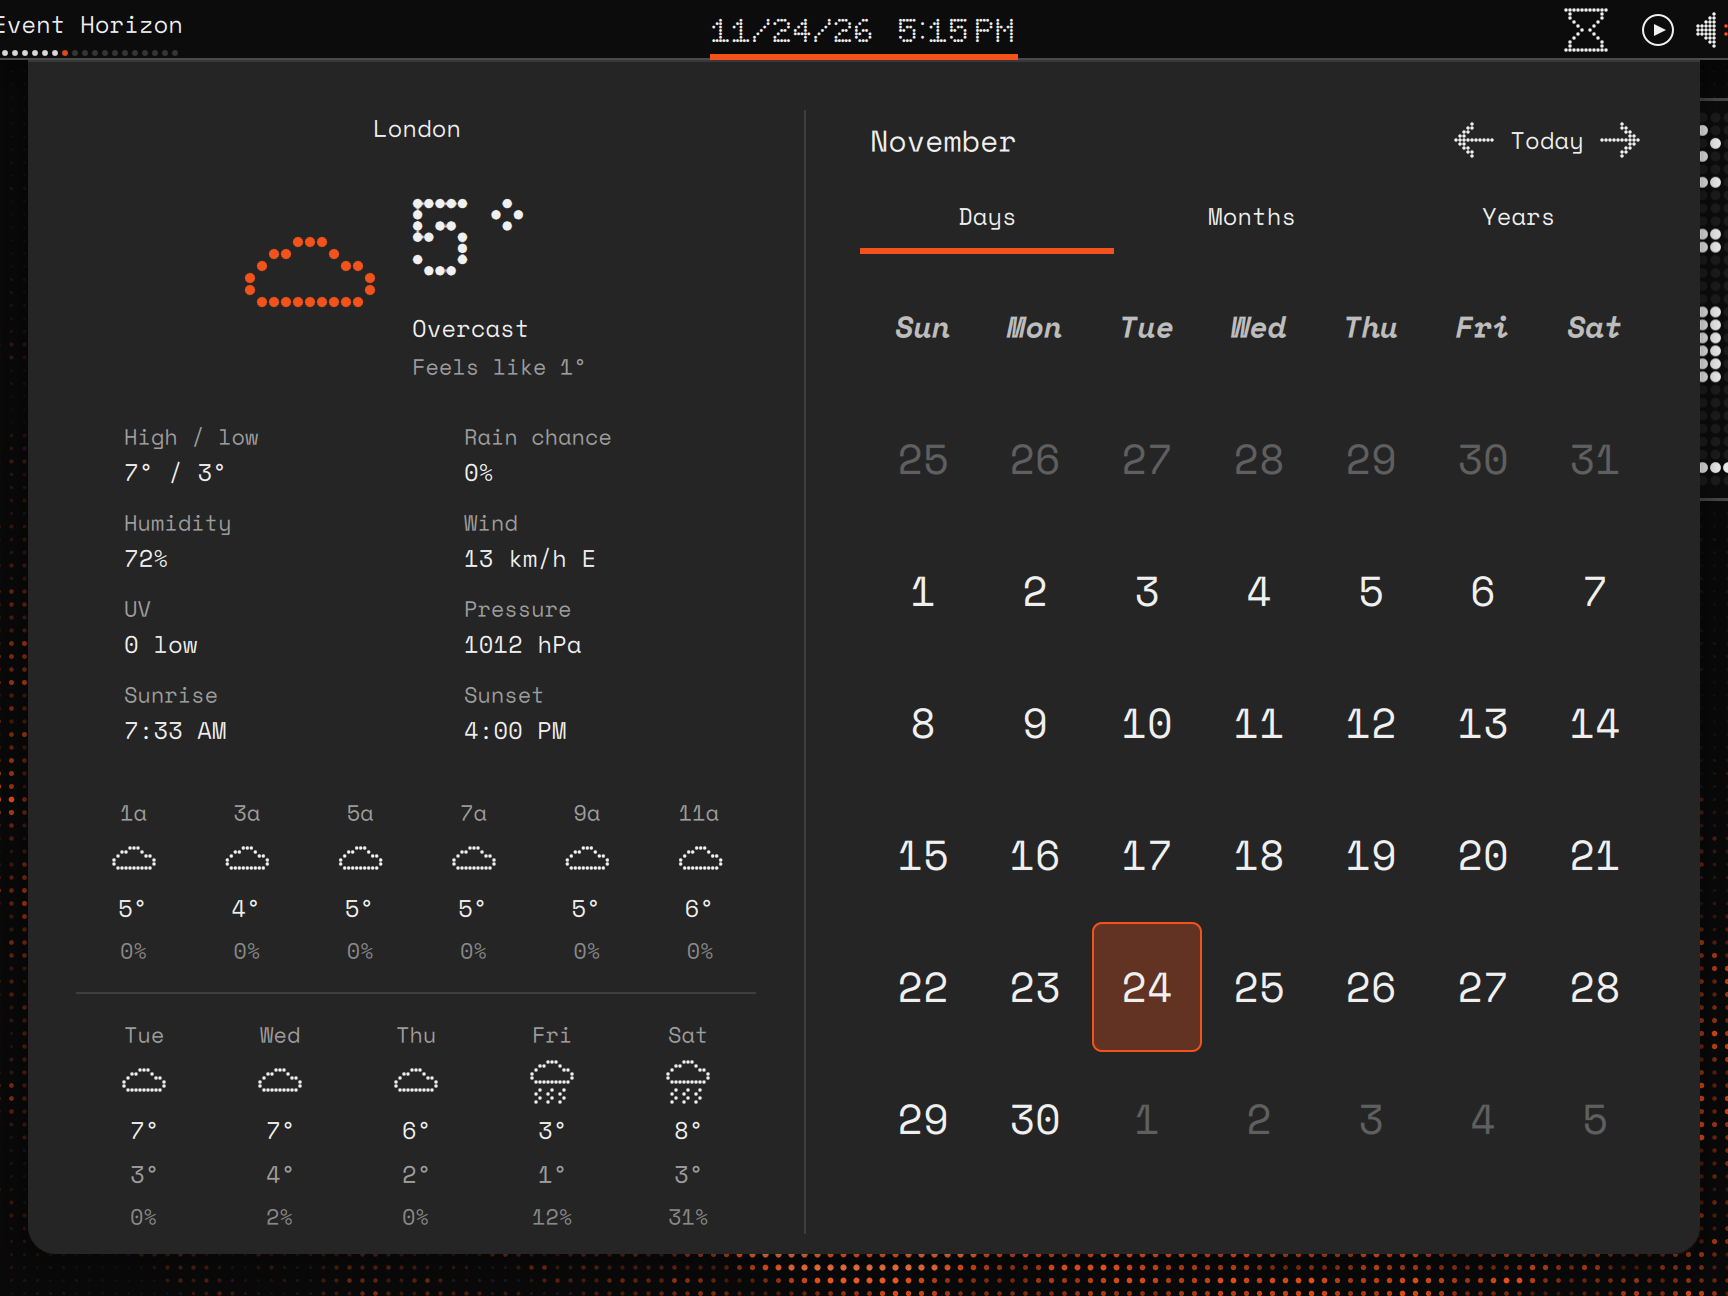 Event Horizon
11/24/26 5:15 PM
London
5°
Overcast
Feels like 1°
High / low
7° / 3°
Rain chance
0%
Humidity
72%
Wind
13 km/h E
UV
0 low
Pressure
1012 hPa
Sunrise
7:33 AM
Sunset
4:00 PM
1a 3a 5a 7a 9a 11a
5° 4° 5° 5° 5° 6°
0% 0% 0% 0% 0% 0%
Tue Wed Thu Fri Sat
7° 7° 6° 3° 8°
3° 4° 2° 1° 3°
0% 2% 0% 12% 31%
November
Today
Days Months Years
Sun Mon Tue Wed Thu Fri Sat
25 26 27 28 29 30 31
1 2 3 4 5 6 7
8 9 10 11 12 13 14
15 16 17 18 19 20 21
22 23 24 25 26 27 28
29 30 1 2 3 4 5